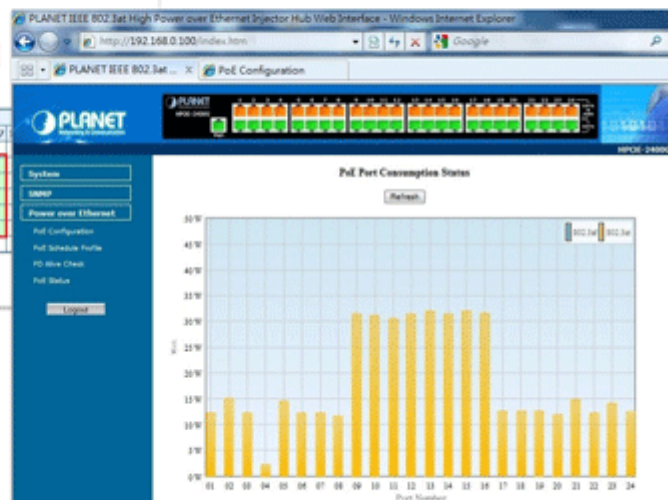 PLANET IEEE 802.3at High Power over Ethernet Injector Hub Web Interface - Windows Internet Explorer
http://192.168.0.100/index.htm
Google
PLANET IEEE 802.3at ...
PoE Configuration
PLANET
Networking & Communication
PLANET
HPOE-2400G
System
SNMP
Power over Ethernet
PoE Configuration
PoE Schedule Profile
PD Alive Check
PoE Status
Logout
PoE Port Consumption Status
Refresh
802.3af 802.3at
50 W
45 W
40 W
35 W
30 W
25 W
20 W
15 W
10 W
5 W
0 W
01 02 03 04 05 06 07 08 09 10 11 12 13 14 15 16 17 18 19 20 21 22 23 24
Port Number